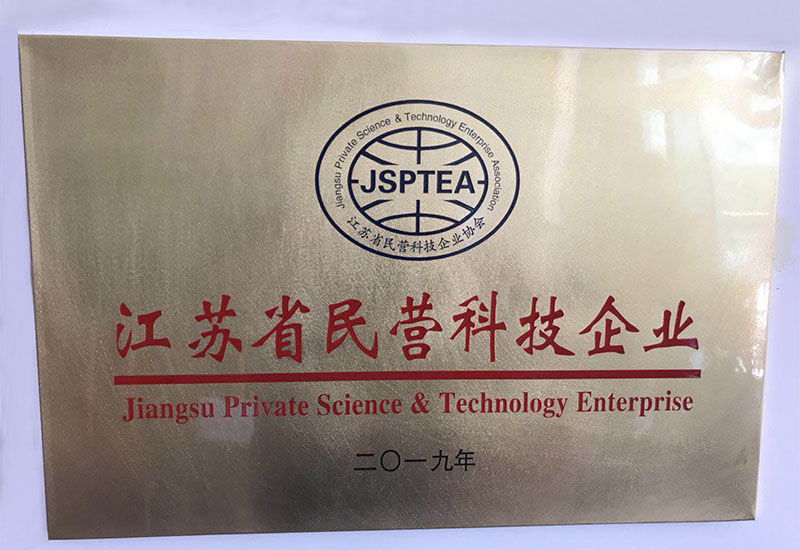 Jiangsu Private Science & Technology Enterprise Association
JSPTEA
江苏省民营科技企业协会
江苏省民营科技企业
Jiangsu Private Science & Technology Enterprise
二〇一九年